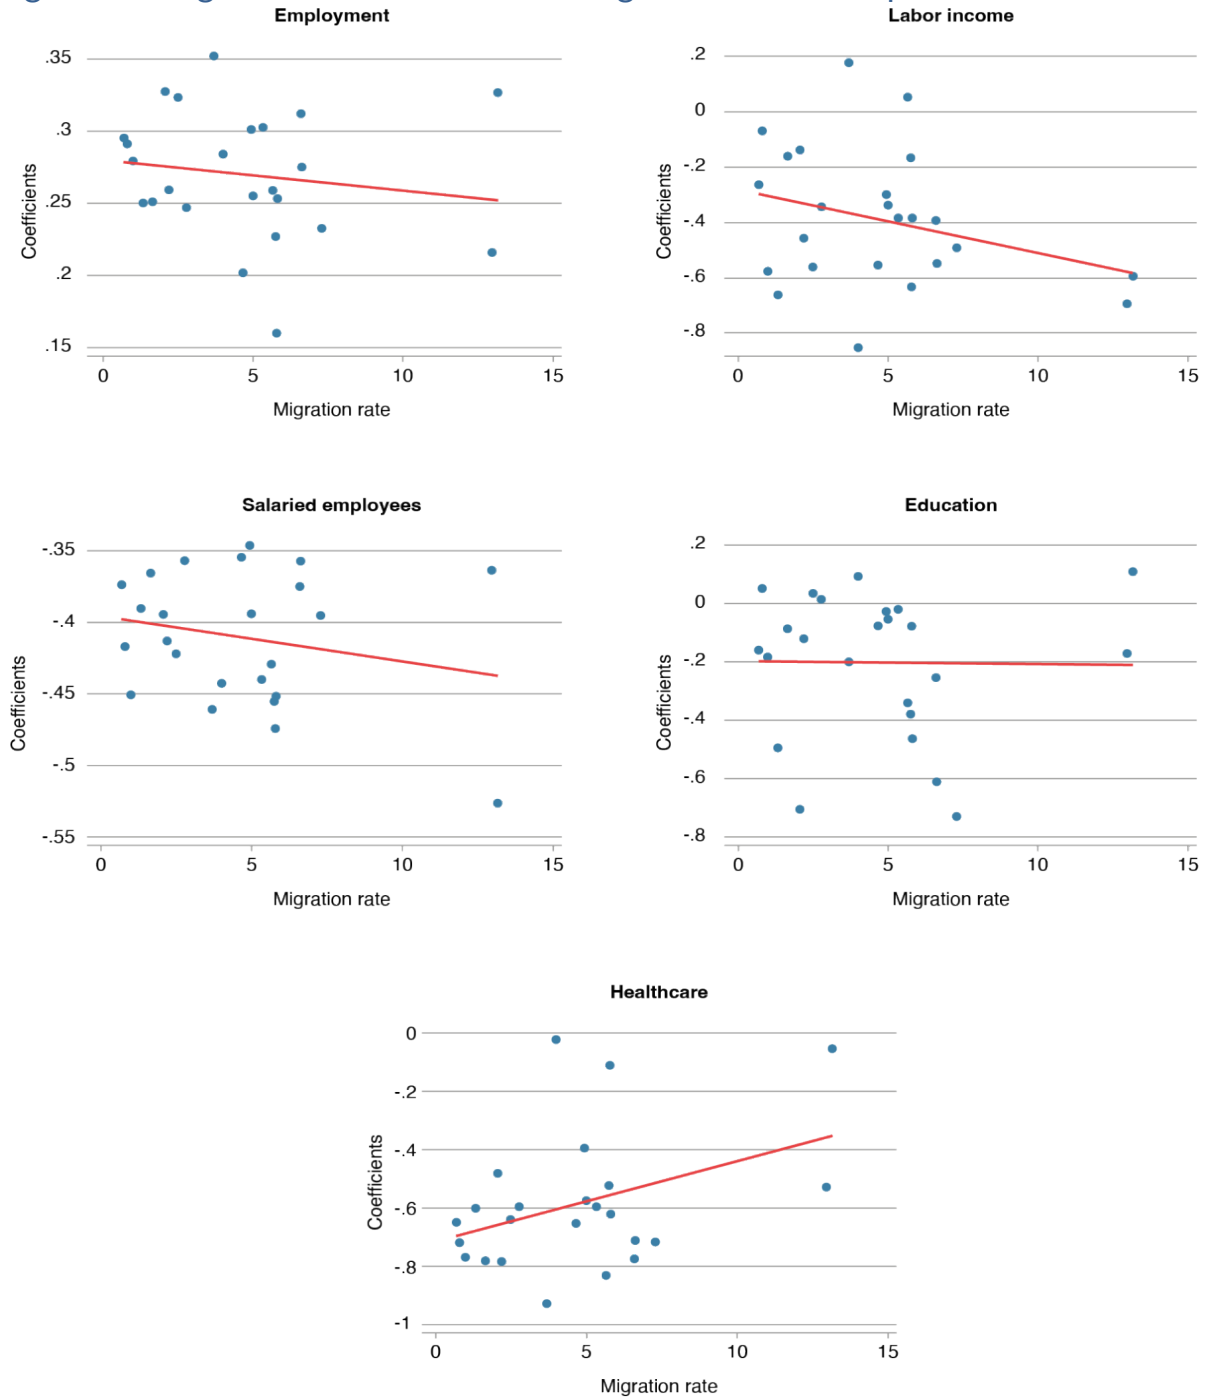 Employment
.35
.3
.25
.2
.15
Coefficients
0 5 10 15
Migration rate
Labor income
.2
0
-.2
-.4
-.6
-.8
Coefficients
0 5 10 15
Migration rate
Salaried employees
-.35
-.4
-.45
-.5
-.55
Coefficients
0 5 10 15
Migration rate
Education
.2
0
-.2
-.4
-.6
-.8
Coefficients
0 5 10 15
Migration rate
Healthcare
0
-.2
-.4
-.6
-.8
-1
Coefficients
0 5 10 15
Migration rate